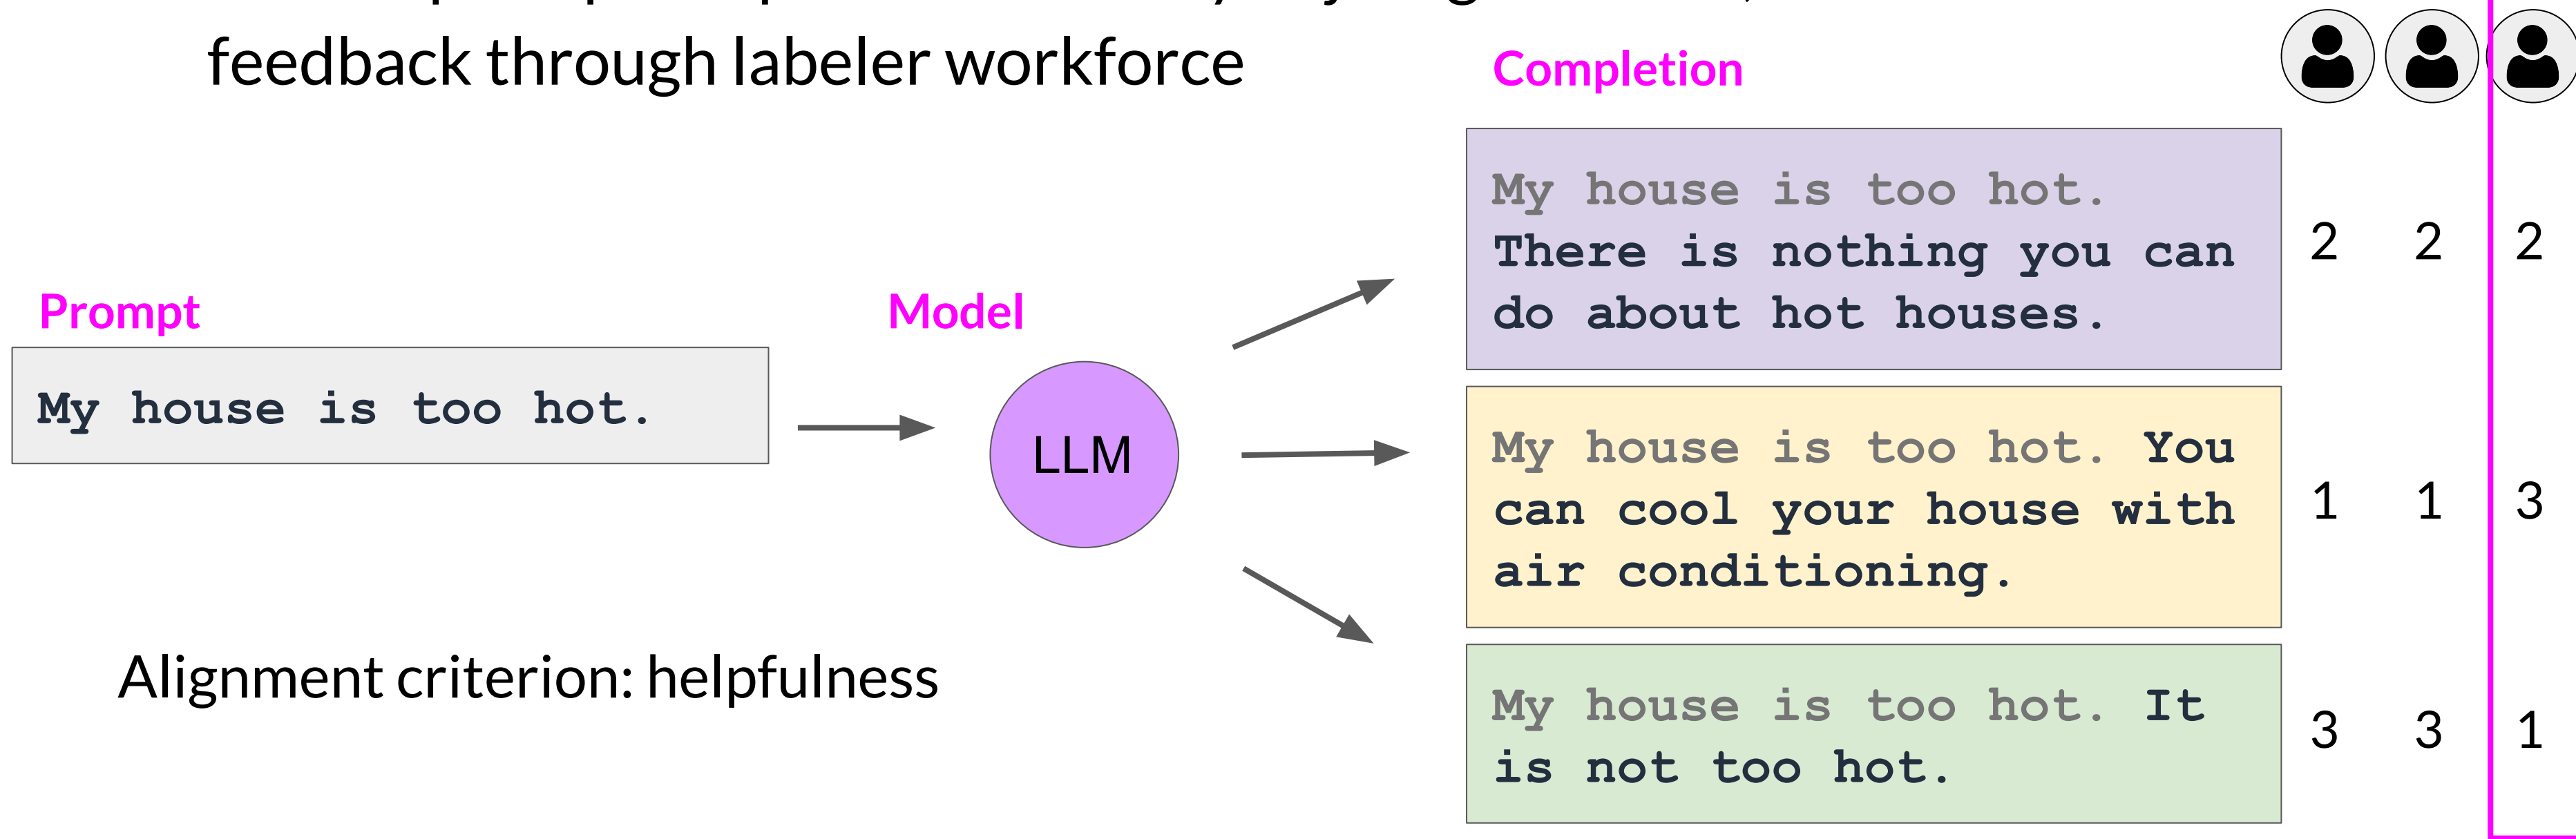 feedback through labeler workforce
Completion
My house is too hot.
There is nothing you can
do about hot houses.
2 2 2
Prompt
Model
My house is too hot.
LLM
My house is too hot. You
can cool your house with
air conditioning.
1 1 3
Alignment criterion: helpfulness
My house is too hot. It
is not too hot.
3 3 1